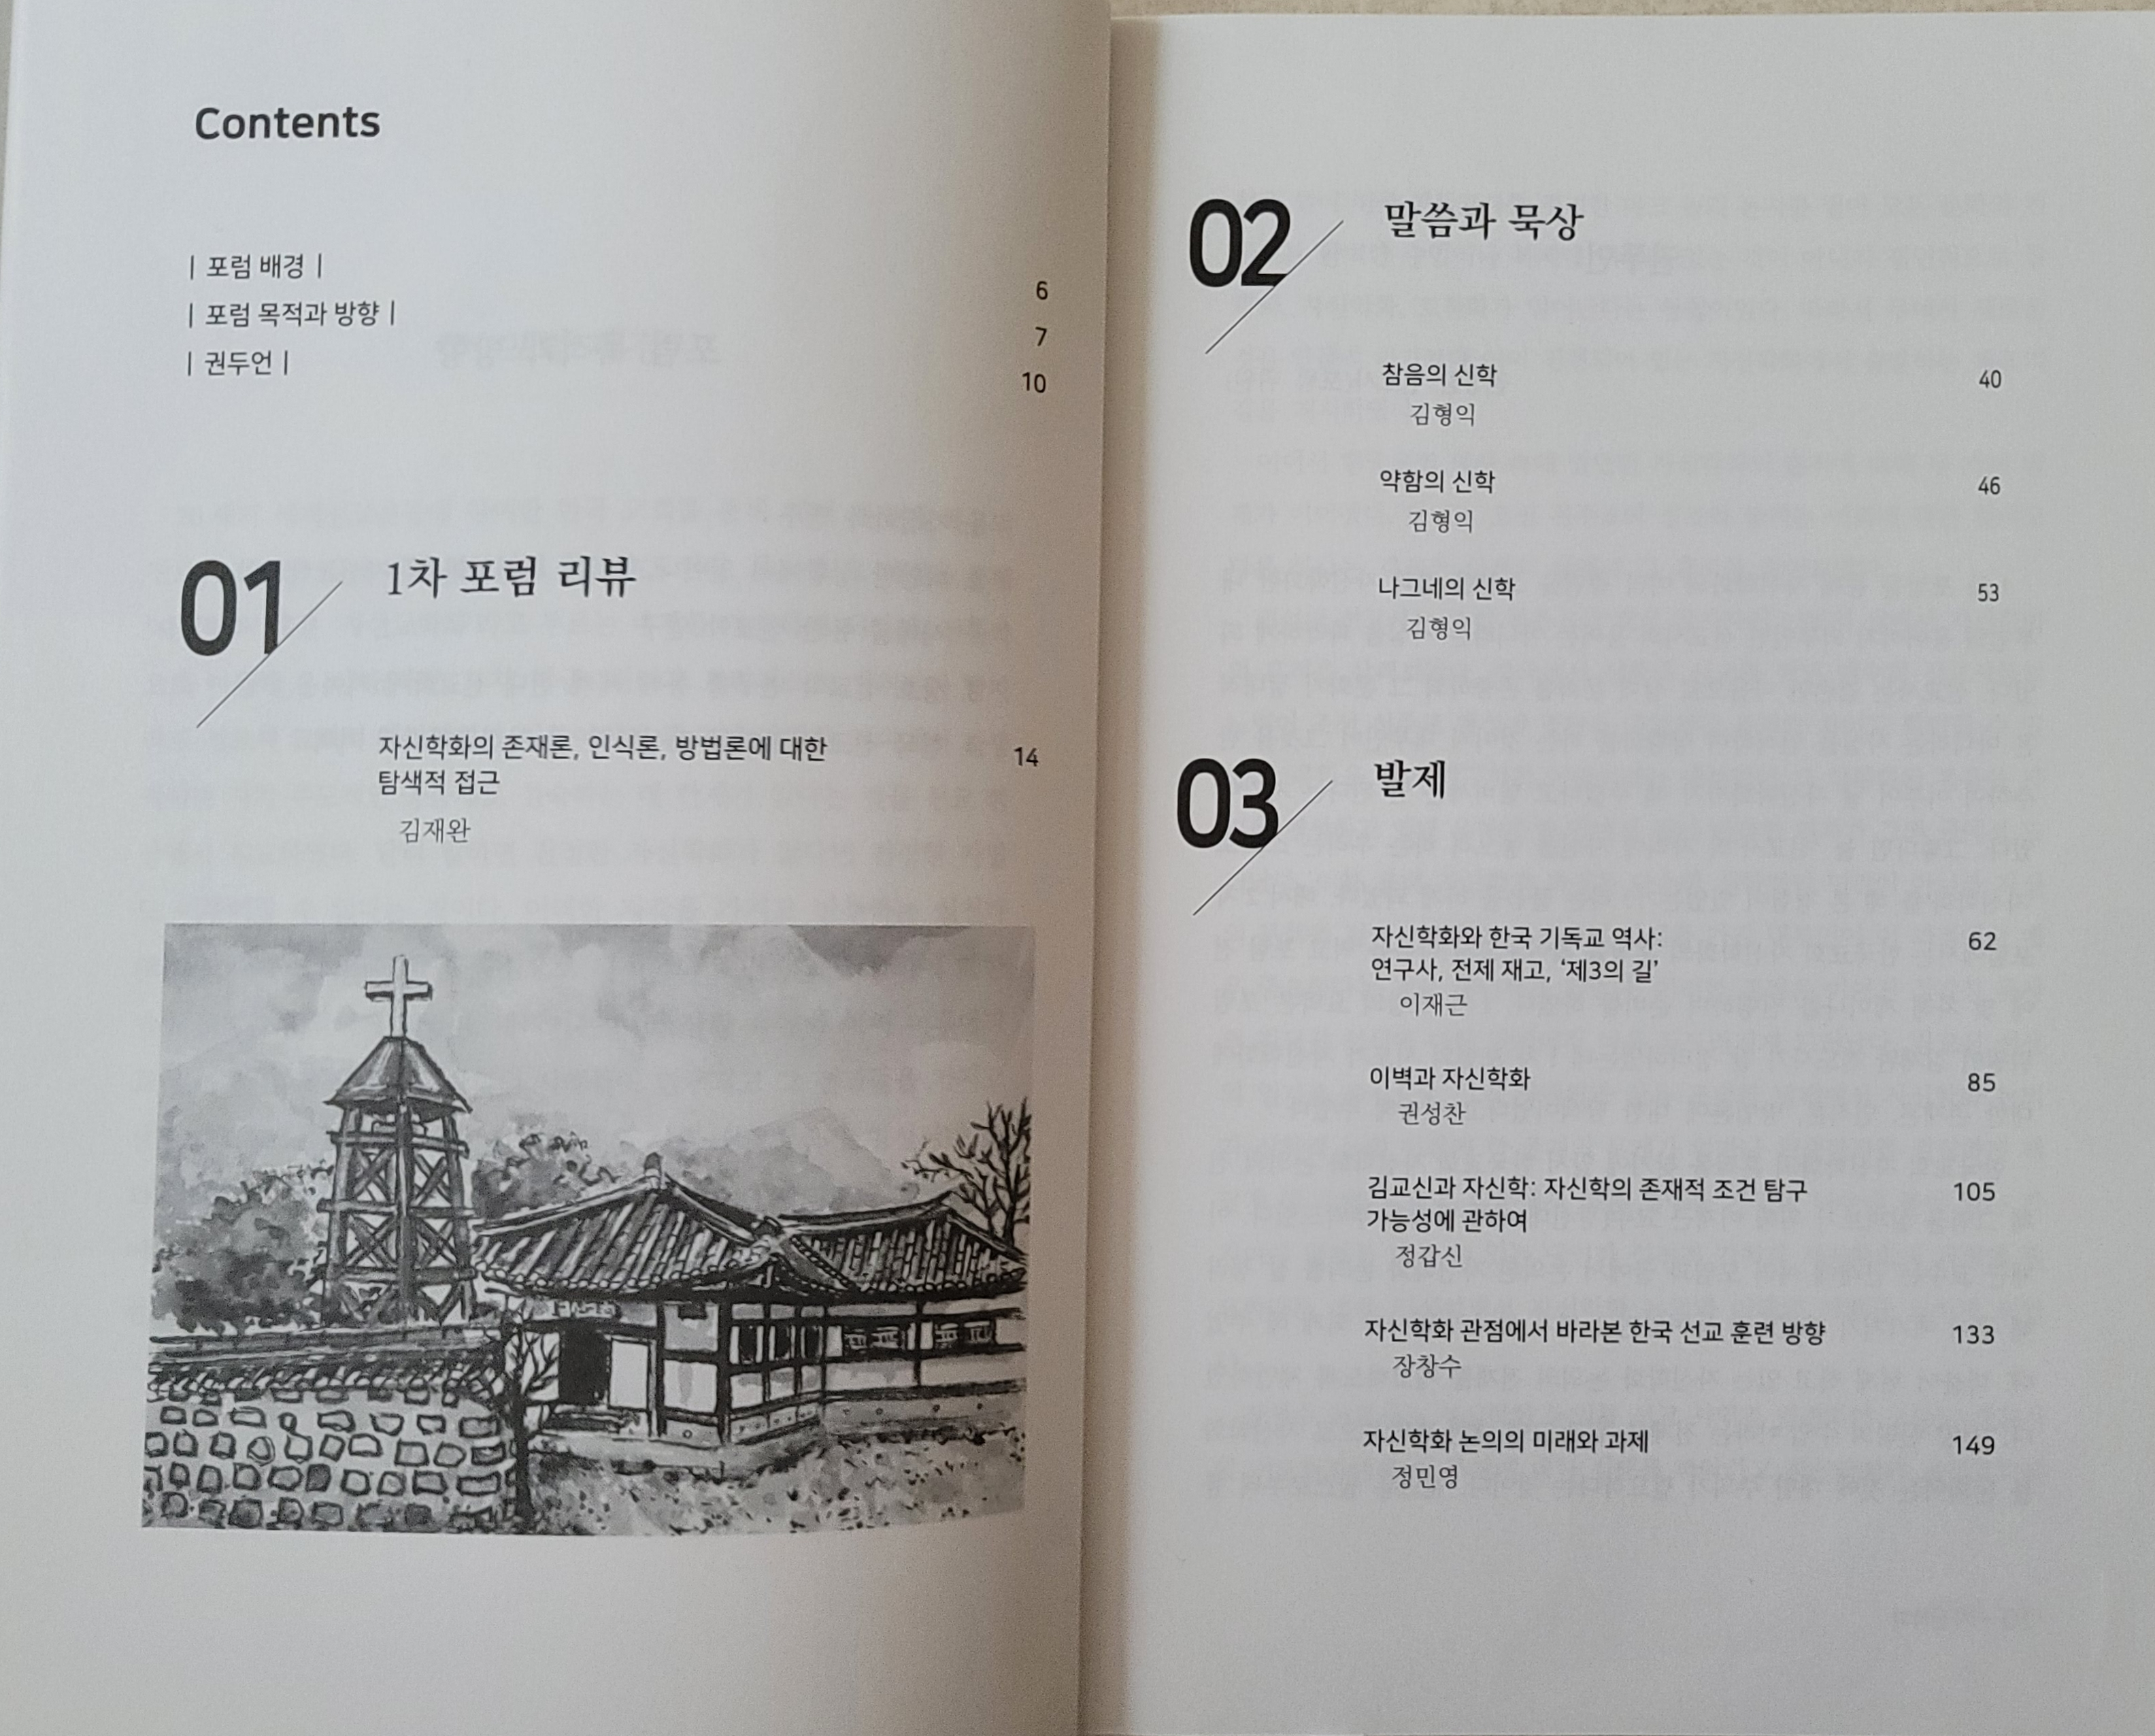 Contents
| 포럼 배경 | 6
| 포럼 목적과 방향 | 7
| 권두언 | 10
01 1차 포럼 리뷰
자신학화의 존재론, 인식론, 방법론에 대한 14
탐색적 접근
김재완
02 말씀과 묵상
참음의 신학 40
김형익
약함의 신학 46
김형익
나그네의 신학 53
김형익
03 발제
자신학화와 한국 기독교 역사: 62
연구사, 전제 재고, ‘제3의 길’
이재근
이벽과 자신학화 85
권성찬
김교신과 자신학: 자신학의 존재적 조건 탐구 105
가능성에 관하여
정갑신
자신학화 관점에서 바라본 한국 선교 훈련 방향 133
장창수
자신학화 논의의 미래와 과제 149
정민영